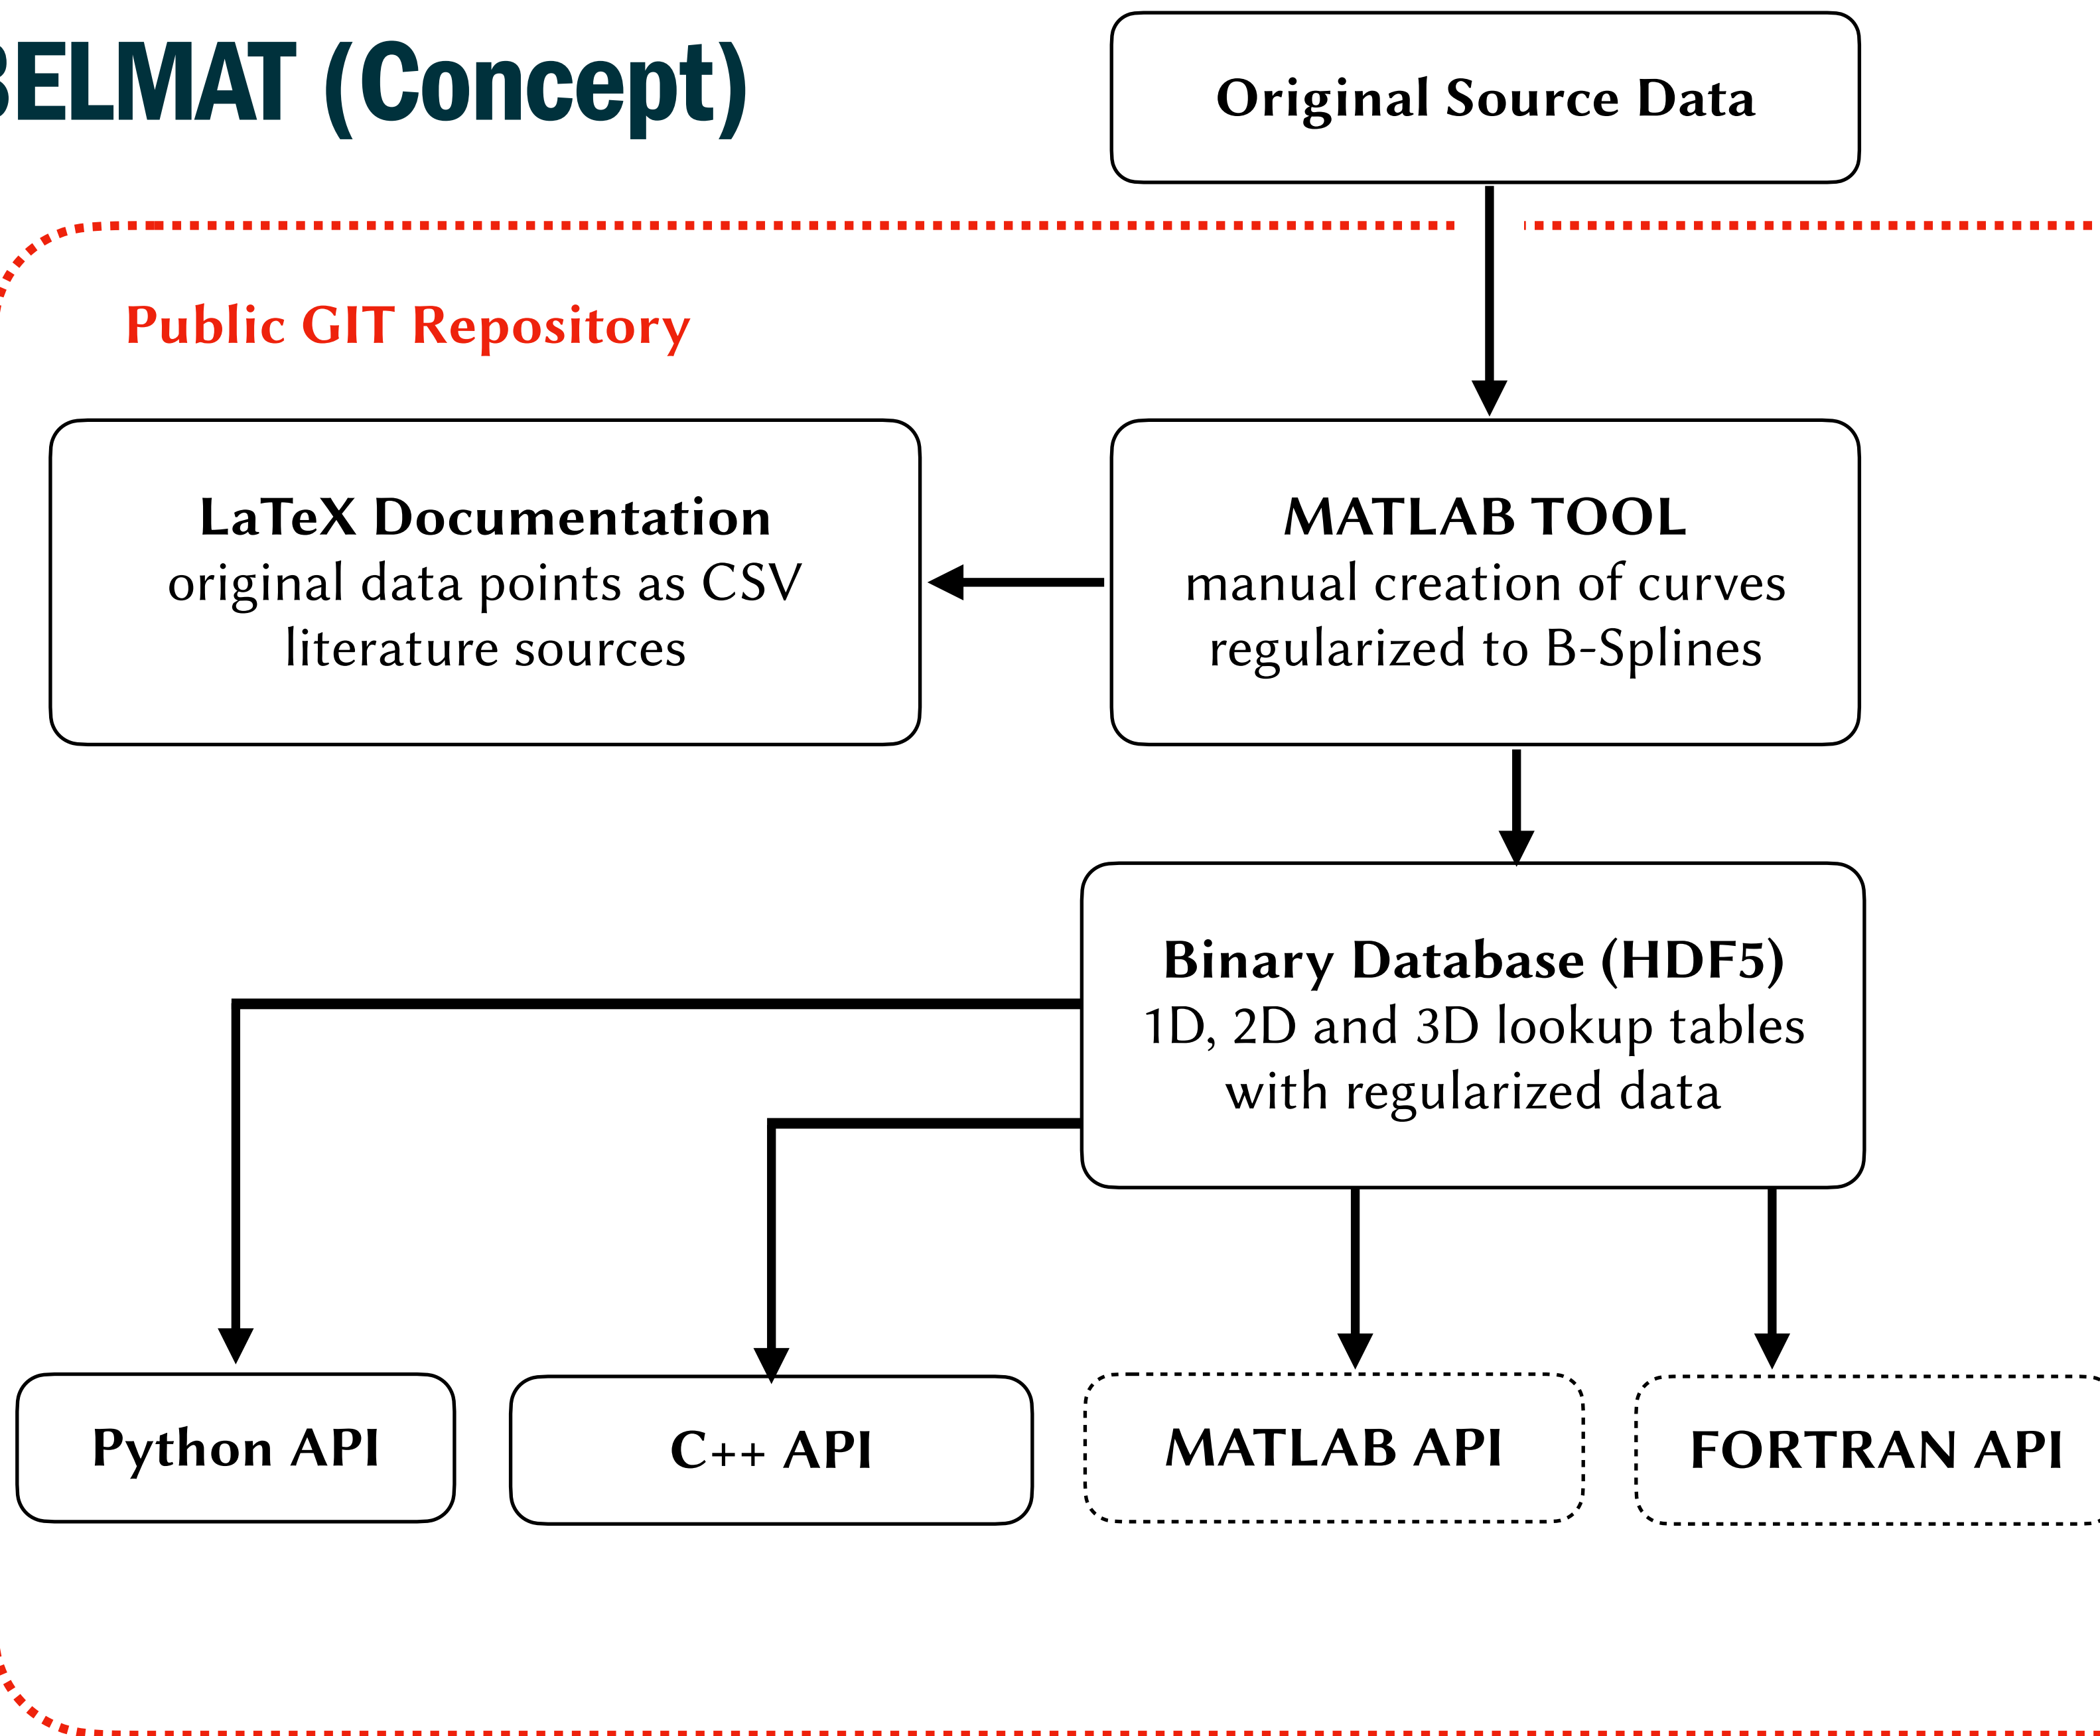 BELMAT (Concept)
Original Source Data
Public GIT Repository
LaTeX Documentation
original data points as CSV
literature sources
MATLAB TOOL
manual creation of curves
regularized to B-Splines
Binary Database (HDF5)
1D, 2D and 3D lookup tables
with regularized data
Python API
C++ API
MATLAB API
FORTRAN API